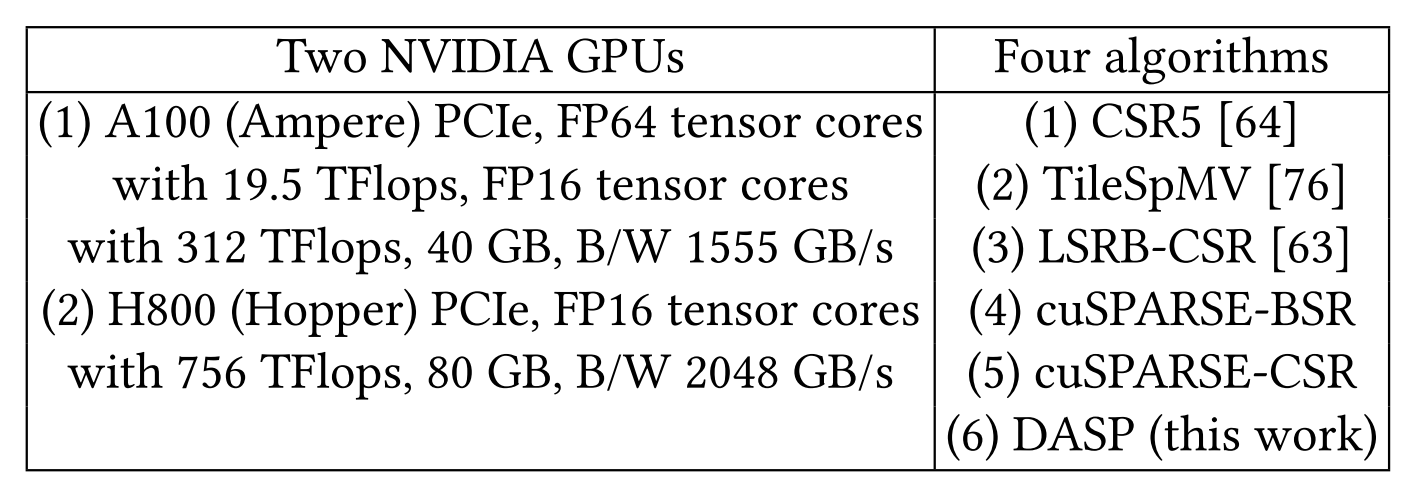 Two NVIDIA GPUs
Four algorithms
(1) A100 (Ampere) PCIe, FP64 tensor cores
with 19.5 TFlops, FP16 tensor cores
with 312 TFlops, 40 GB, B/W 1555 GB/s
(2) H800 (Hopper) PCIe, FP16 tensor cores
with 756 TFlops, 80 GB, B/W 2048 GB/s
(1) CSR5 [64]
(2) TileSpMV [76]
(3) LSRB-CSR [63]
(4) cuSPARSE-BSR
(5) cuSPARSE-CSR
(6) DASP (this work)